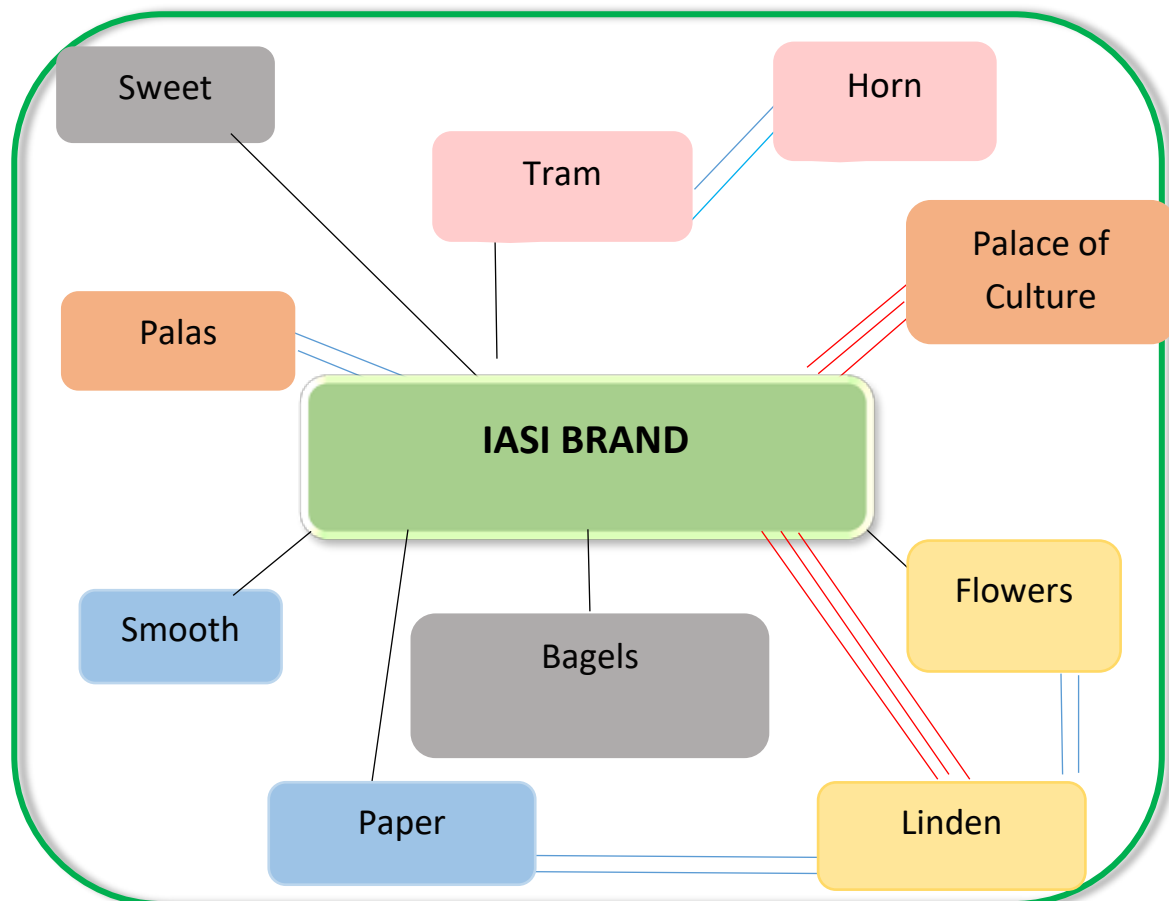 Sweet
Horn
Tram
Palace of
Culture
Palas
IASI BRAND
Flowers
Smooth
Bagels
Paper
Linden